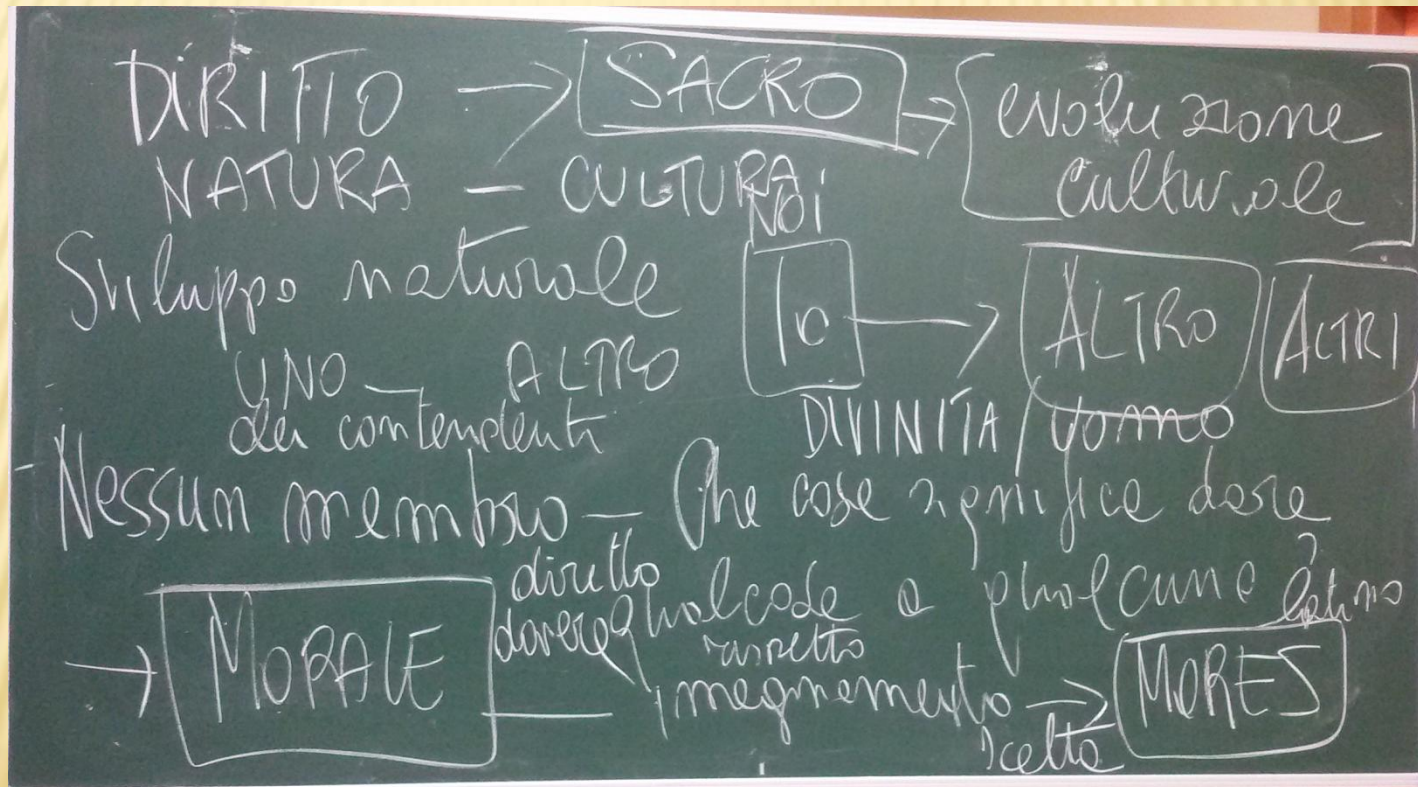 DIRITTO → SACRO → evoluzione
culturale
NATURA — CULTURA
NOI
Sviluppo naturale
Io → ALTRO ALTRI
UNO — ALTRO
dei contendenti
DIVINITA / UOMO
Nessun membro — Che cosa significa dare
qualcosa a qualcuno ?
latino
diritto
dovere
rispetto
→ MORALE — insegnamento → MORES
scelta